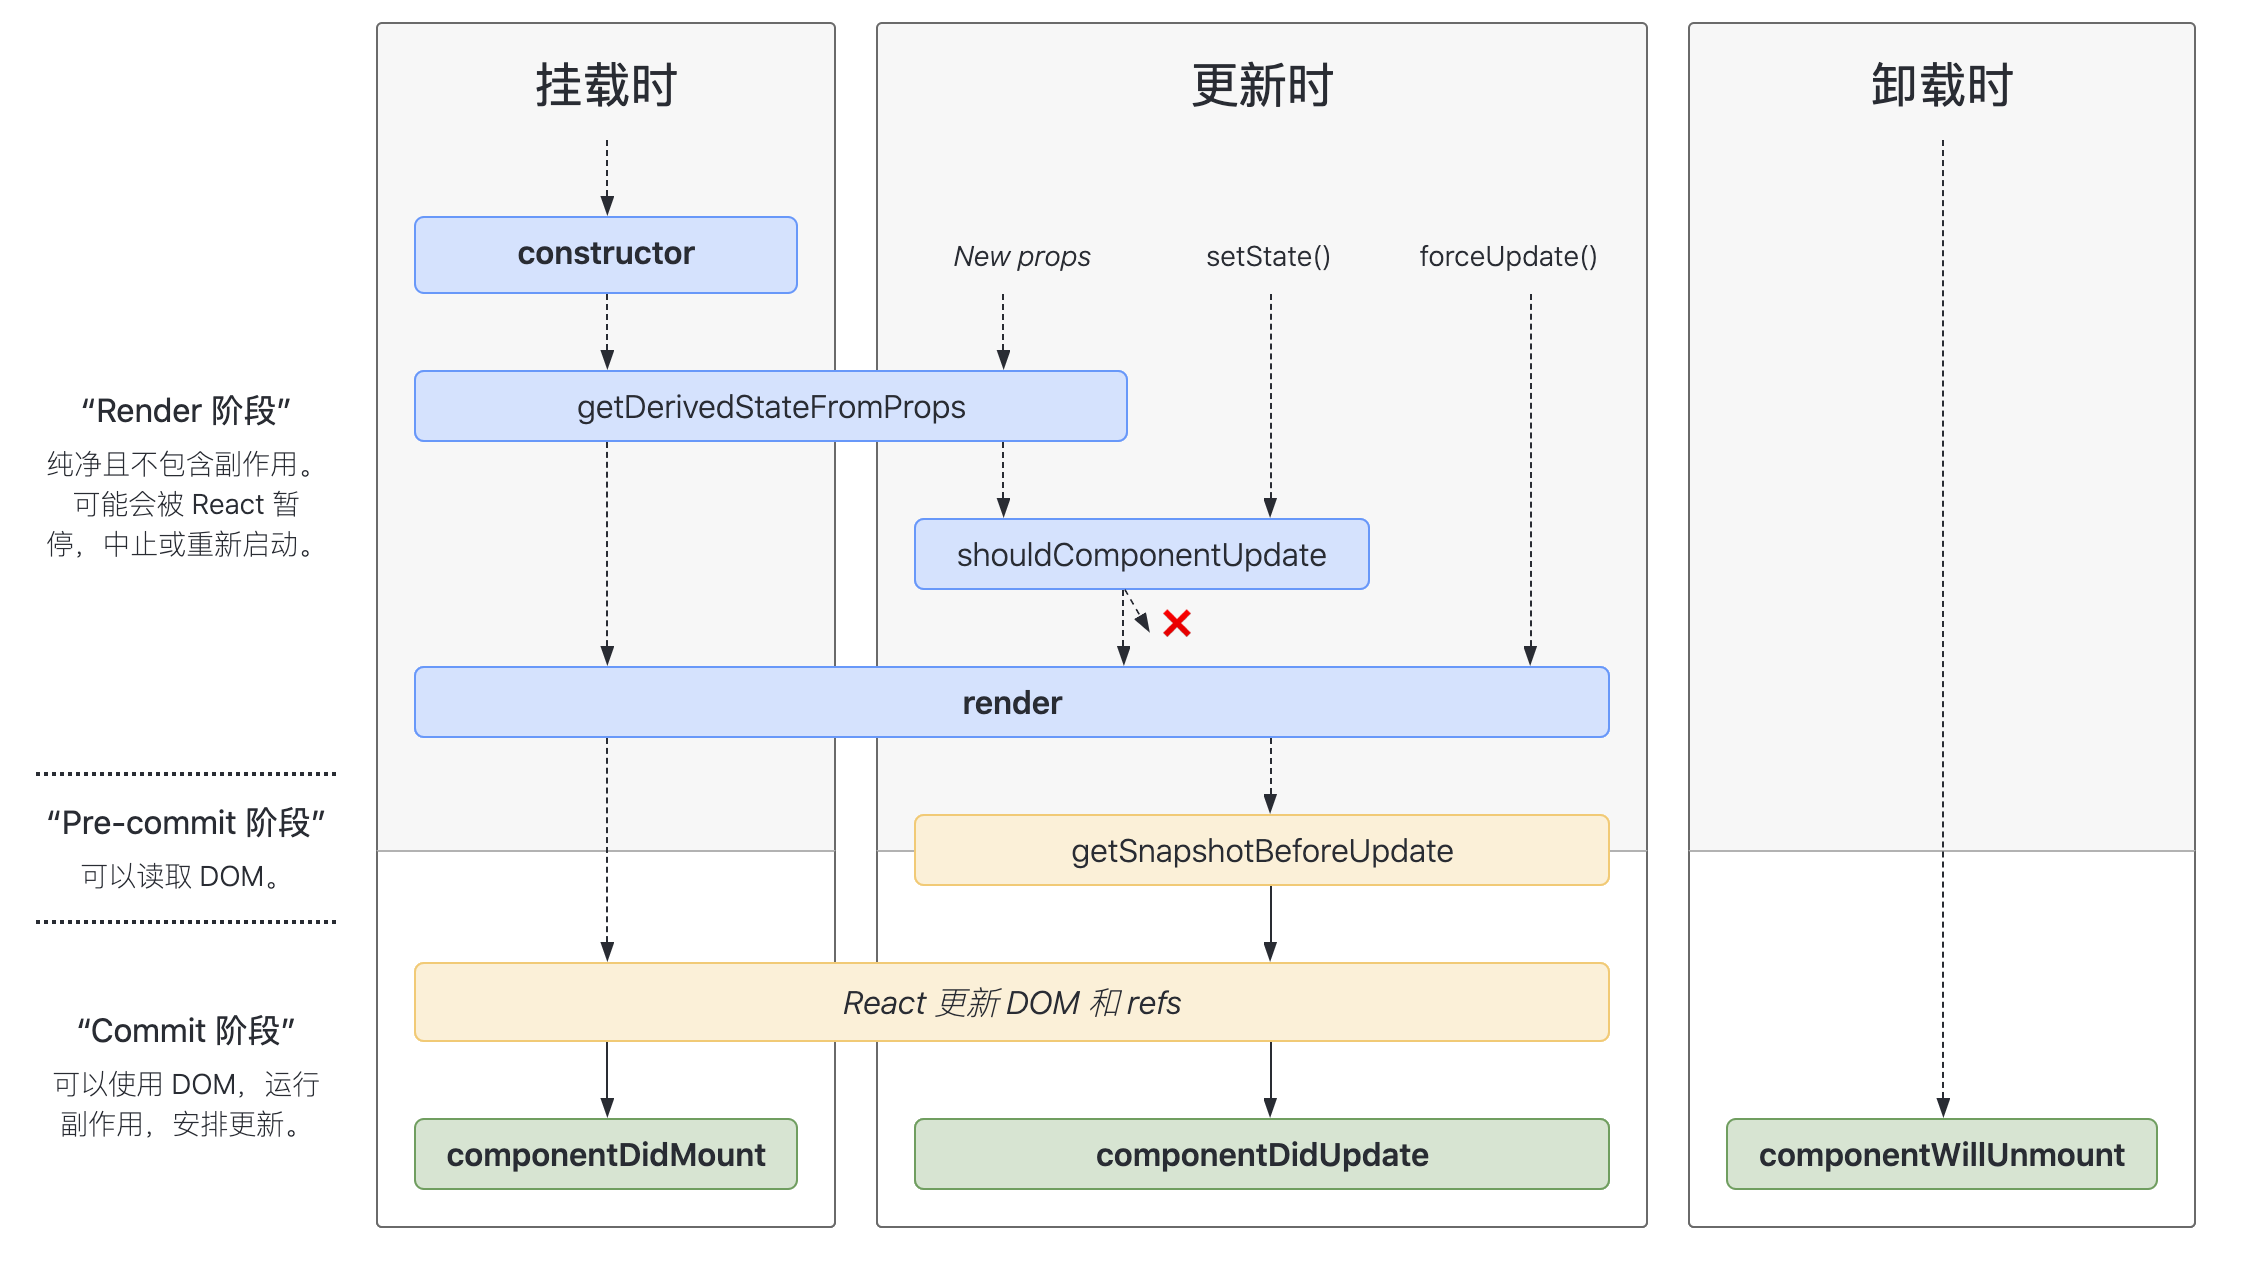 挂载时
更新时
卸载时
constructor
New props
setState()
forceUpdate()
getDerivedStateFromProps
“Render 阶段”
纯净且不包含副作用。
可能会被 React 暂
停，中止或重新启动。
shouldComponentUpdate
render
“Pre-commit 阶段”
可以读取 DOM。
getSnapshotBeforeUpdate
React 更新 DOM 和 refs
“Commit 阶段”
可以使用 DOM，运行
副作用，安排更新。
componentDidMount
componentDidUpdate
componentWillUnmount